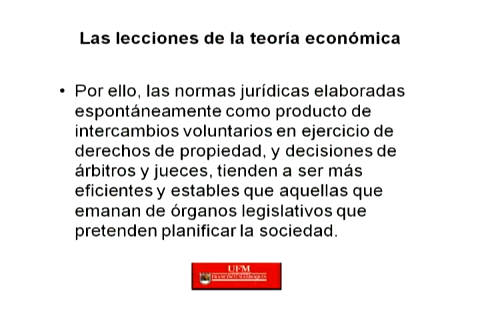 Las lecciones de la teoría económica
• Por ello, las normas jurídicas elaboradas
espontáneamente como producto de
intercambios voluntarios en ejercicio de
derechos de propiedad, y decisiones de
árbitros y jueces, tienden a ser más
eficientes y estables que aquellas que
emanan de órganos legislativos que
pretenden planificar la sociedad.
UFM
FRANCISCO MARROQUIN